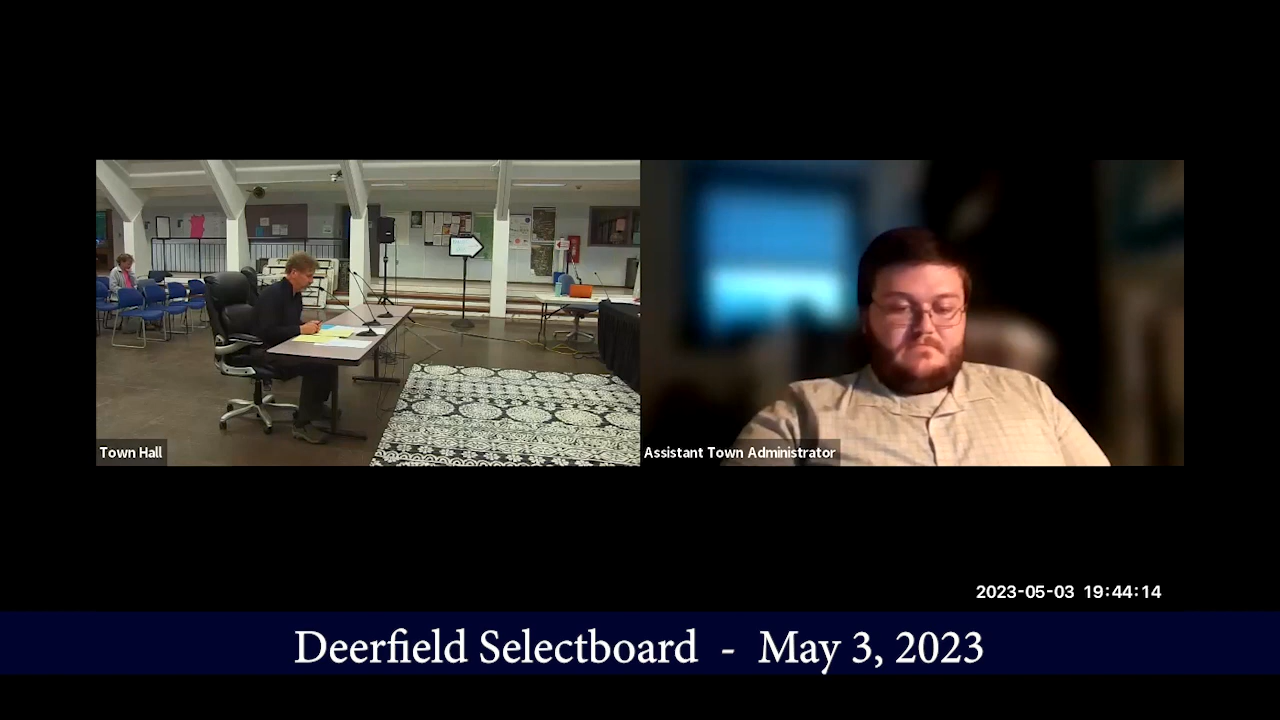 Town Hall
Assistant Town Administrator
2023-05-03 19:44:14
Deerfield Selectboard - May 3, 2023